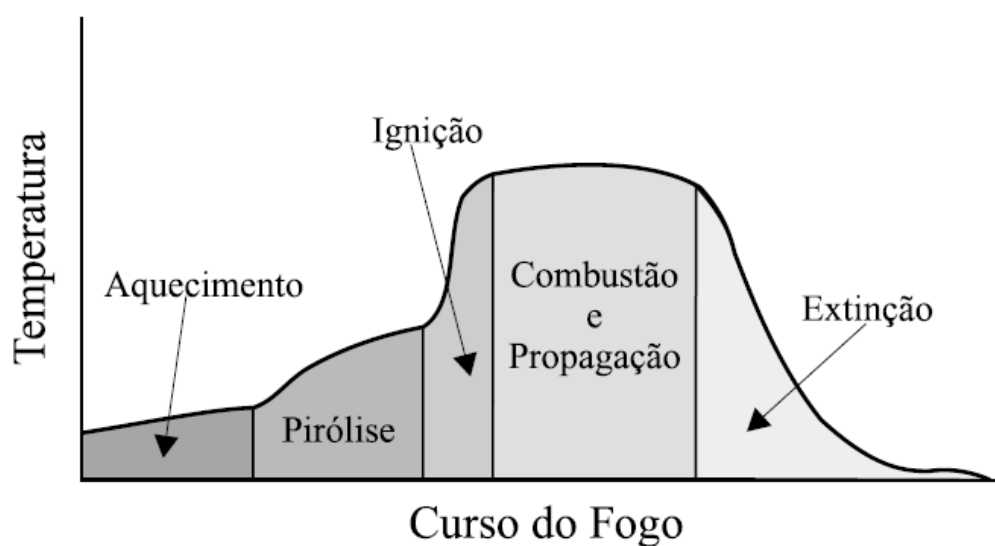 Temperatura
Ignição
Aquecimento
Pirólise
Combustão
e
Propagação
Extinção
Curso do Fogo